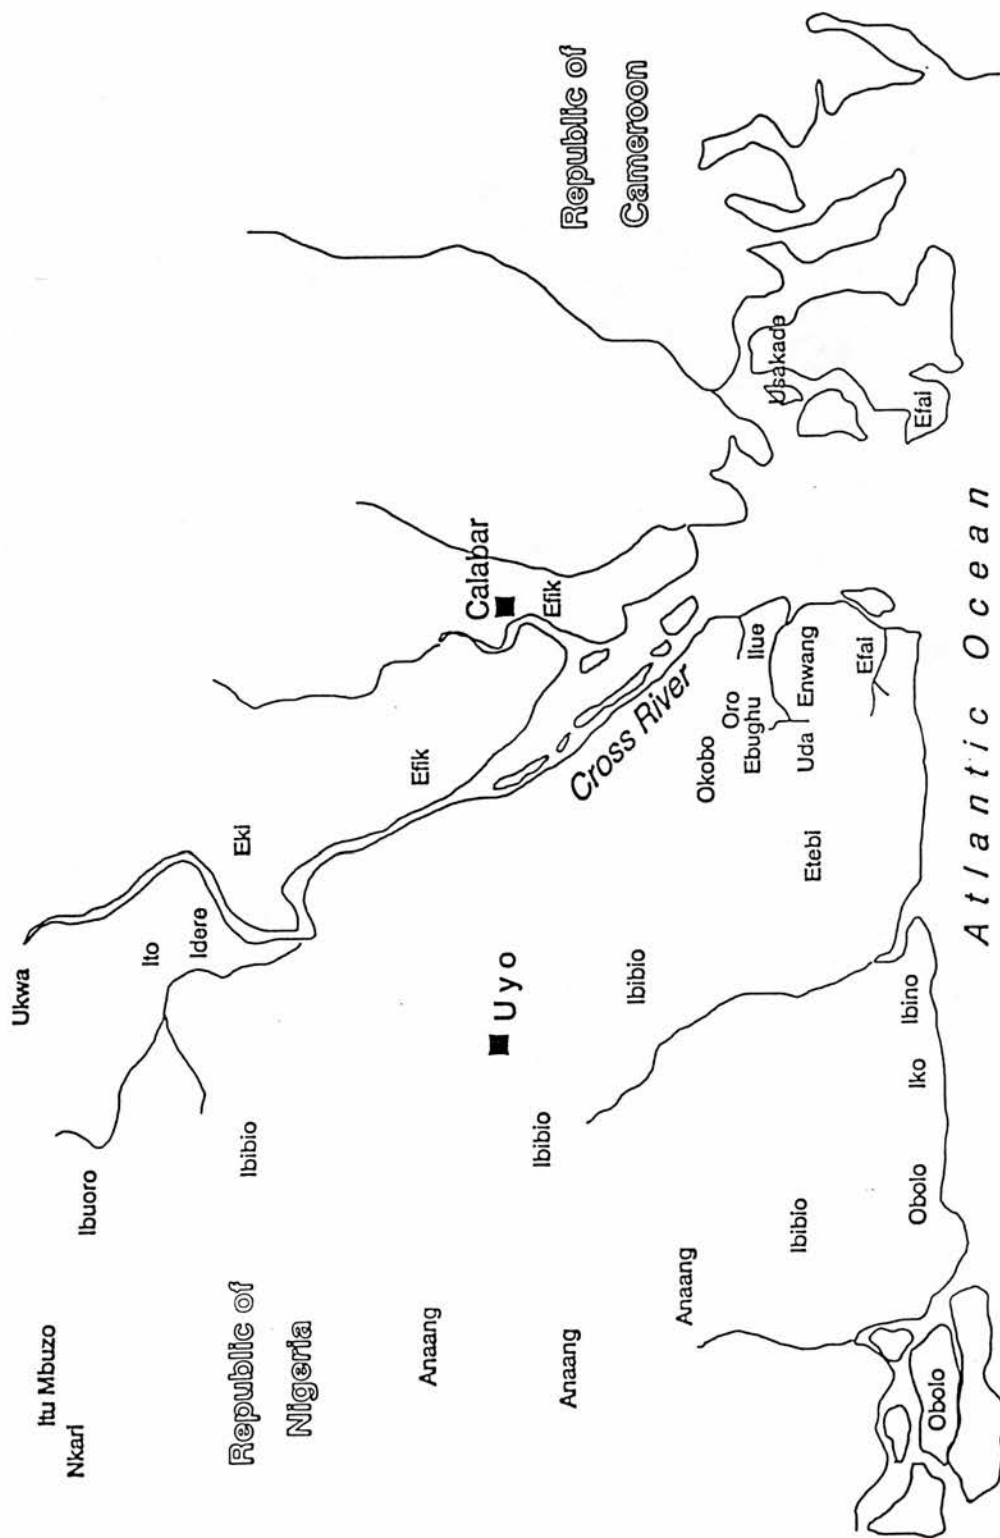 Ukwa
Itu Mbuzo
Nkari
Ibuoro
Ito
Idere
Republic of
Nigeria
Ibibio
Eki
Anaang
Efik
Calabar
Uyo
Ibibio
Efik
Anaang
Republic of
Cameroon
Cross River
Ibibio
Anaang
Okobo
Oro
Ebughu
Ilue
Usakade
Ibibio
Uda
Enwang
Etebi
Efai
Obolo
Iko
Ibino
Efai
Obolo
Atlantic Ocean